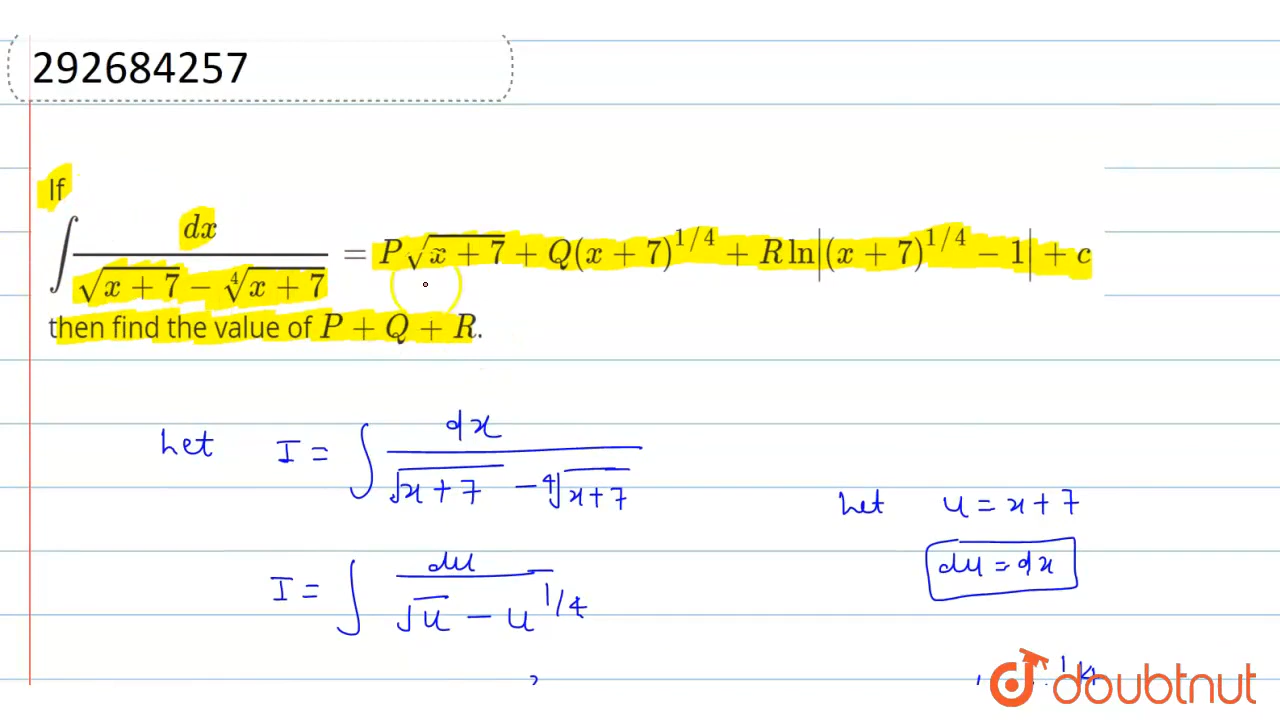 292684257
If
∫ dx / (√(x + 7) − ∜(x + 7)) = P√(x + 7) + Q(x + 7)^{1/4} + R ln|(x + 7)^{1/4} − 1| + c
then find the value of P + Q + R.
Let I = ∫ dx / (√(x+7) − ∜(x+7))
Let u = x+7
du = dx
I = ∫ du / (√u − u^{1/4})
doubtnut